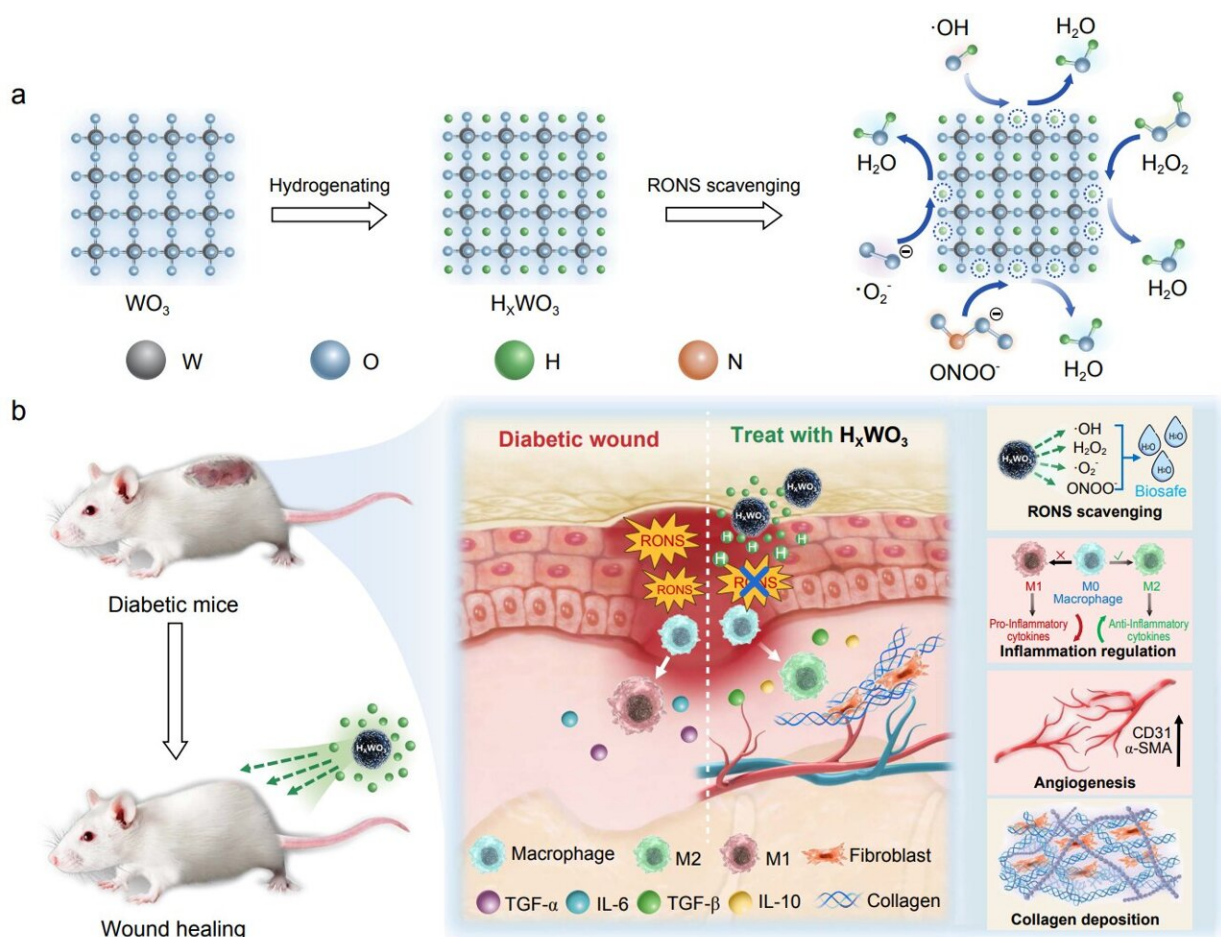 a
·OH
H₂O
Hydrogenating
RONS scavenging
H₂O
H₂O₂
·O₂⁻
H₂O
WO₃
HₓWO₃
ONOO⁻
H₂O
W
O
H
N
b
Diabetic mice
HₓWO₃
Wound healing
Diabetic wound
Treat with HₓWO₃
HₓWO₃
HₓWO₃
RONS
RONS
RONS
H
H
H
H
H
Macrophage
M2
M1
Fibroblast
TGF-α
IL-6
TGF-β
IL-10
Collagen
HₓWO₃
·OH
H₂O₂
·O₂⁻
ONOO⁻
H₂O
H₂O
H₂O
Biosafe
RONS scavenging
M1
M0
Macrophage
M2
Pro-Inflammatory
cytokines
Anti-Inflammatory
cytokines
Inflammation regulation
CD31
α-SMA
Angiogenesis
Collagen deposition